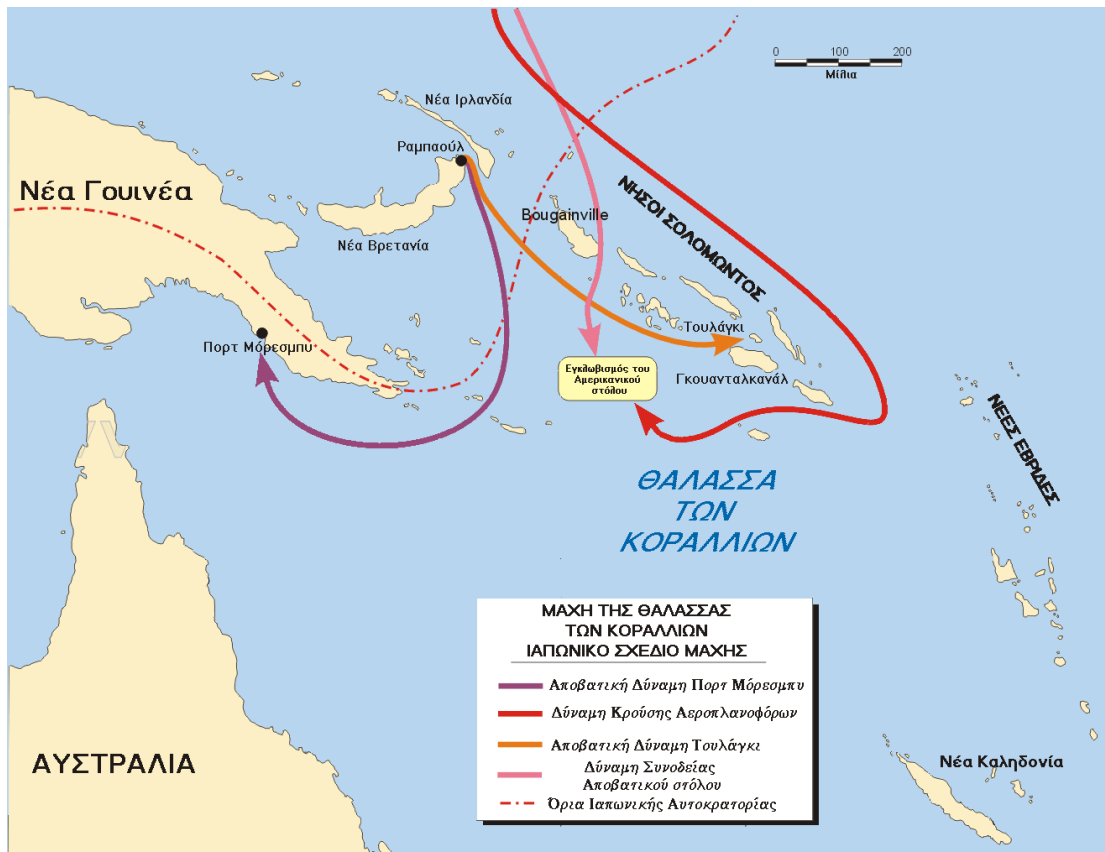 0 100 200
Μίλια
Νέα Ιρλανδία
Ραμπαούλ
Νέα Γουινέα
Bougainville
ΝΗΣΟΙ ΣΟΛΟΜΩΝΤΟΣ
Νέα Βρετανία
Τουλάγκι
Πορτ Μόρεσμπυ
Εγκλωβισμός του
Αμερικανικού
στόλου
Γκουανταλκανάλ
ΝΕΕΣ ΕΒΡΙΔΕΣ
ΘΑΛΑΣΣΑ
ΤΩΝ
ΚΟΡΑΛΛΙΩΝ
ΜΑΧΗ ΤΗΣ ΘΑΛΑΣΣΑΣ
ΤΩΝ ΚΟΡΑΛΛΙΩΝ
ΙΑΠΩΝΙΚΟ ΣΧΕΔΙΟ ΜΑΧΗΣ
Αποβατική Δύναμη Πορτ Μόρεσμπυ
Δύναμη Κρούσης Αεροπλανοφόρων
Αποβατική Δύναμη Τουλάγκι
Δύναμη Συνοδείας
Αποβατικού στόλου
Όρια Ιαπωνικής Αυτοκρατορίας
ΑΥΣΤΡΑΛΙΑ
Νέα Καληδονία